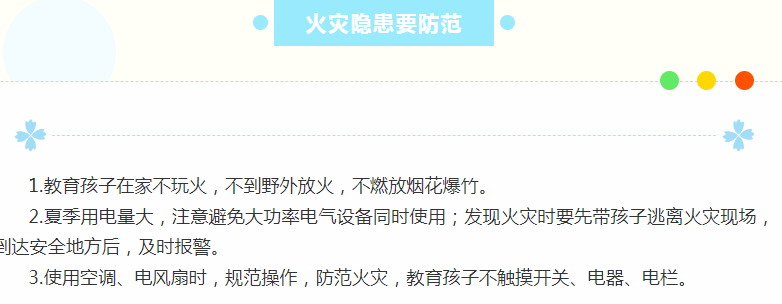 火灾隐患要防范
1.教育孩子在家不玩火，不到野外放火，不燃放烟花爆竹。
2.夏季用电量大，注意避免大功率电气设备同时使用；发现火灾时要先带孩子逃离火灾现场，
到达安全地方后，及时报警。
3.使用空调、电风扇时，规范操作，防范火灾，教育孩子不触摸开关、电器、电栏。